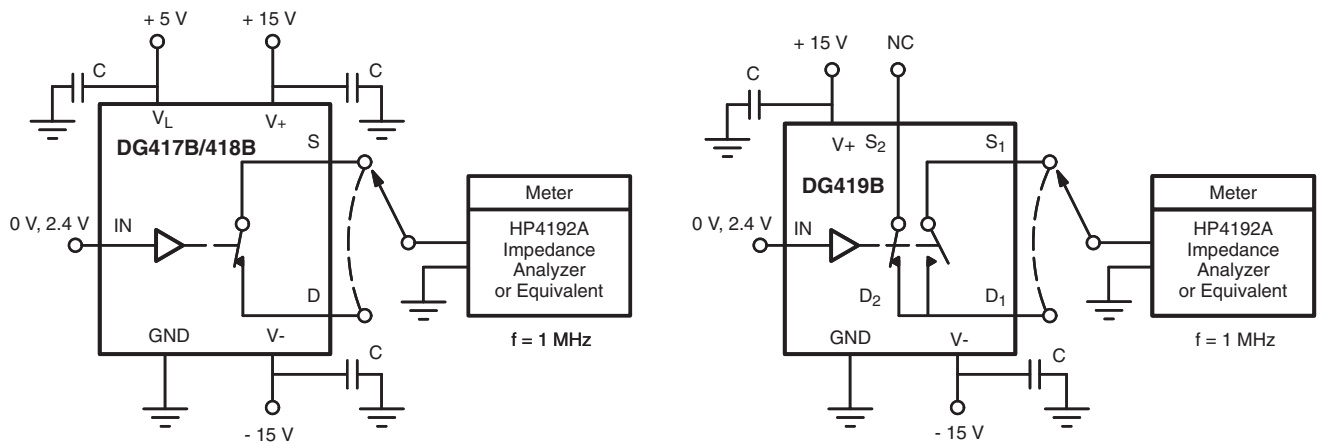 + 5 V
+ 15 V
C
C
V_L
V+
DG417B/418B
S
0 V, 2.4 V
IN
D
GND
V-
C
- 15 V
Meter
HP4192A
Impedance
Analyzer
or Equivalent
f = 1 MHz
+ 15 V
NC
C
V+
S2
S1
DG419B
0 V, 2.4 V
IN
D2
D1
GND
V-
C
- 15 V
Meter
HP4192A
Impedance
Analyzer
or Equivalent
f = 1 MHz